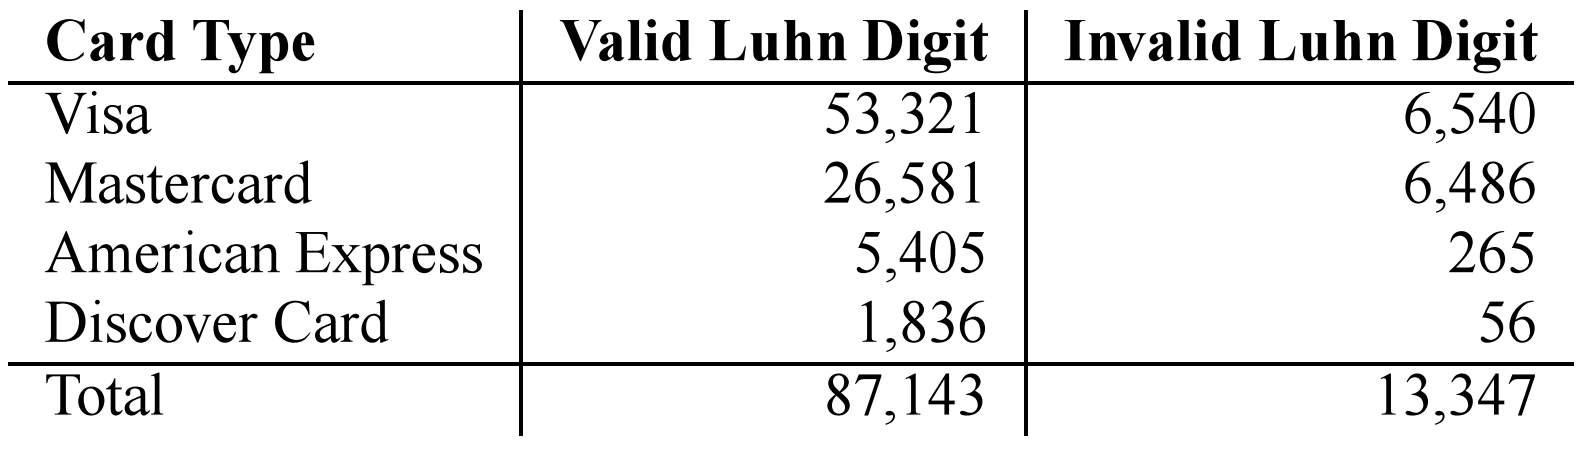 Card Type Valid Luhn Digit Invalid Luhn Digit
Visa 53,321 6,540
Mastercard 26,581 6,486
American Express 5,405 265
Discover Card 1,836 56
Total 87,143 13,347